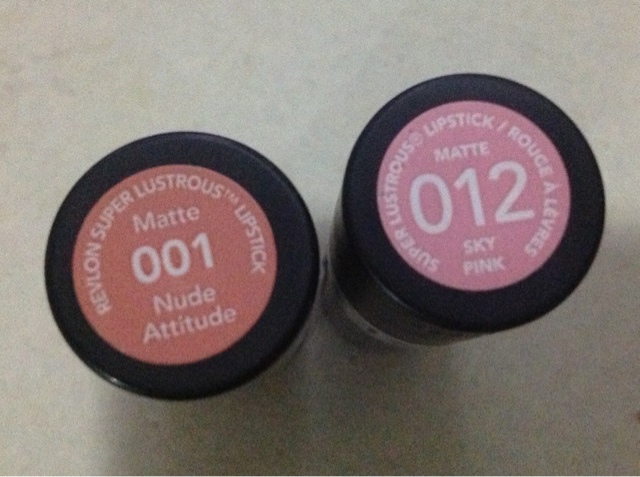 REVLON SUPER LUSTROUS™ LIPSTICK
Matte
001
Nude
Attitude
SUPER LUSTROUS® LIPSTICK / ROUGE À LÈVRES
MATTE
012
SKY
PINK